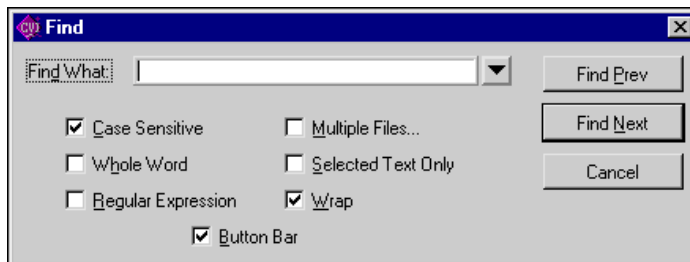 CVI Find
Find What:
Find Prev
Case Sensitive Multiple Files... Find Next
Whole Word Selected Text Only Cancel
Regular Expression Wrap
Button Bar